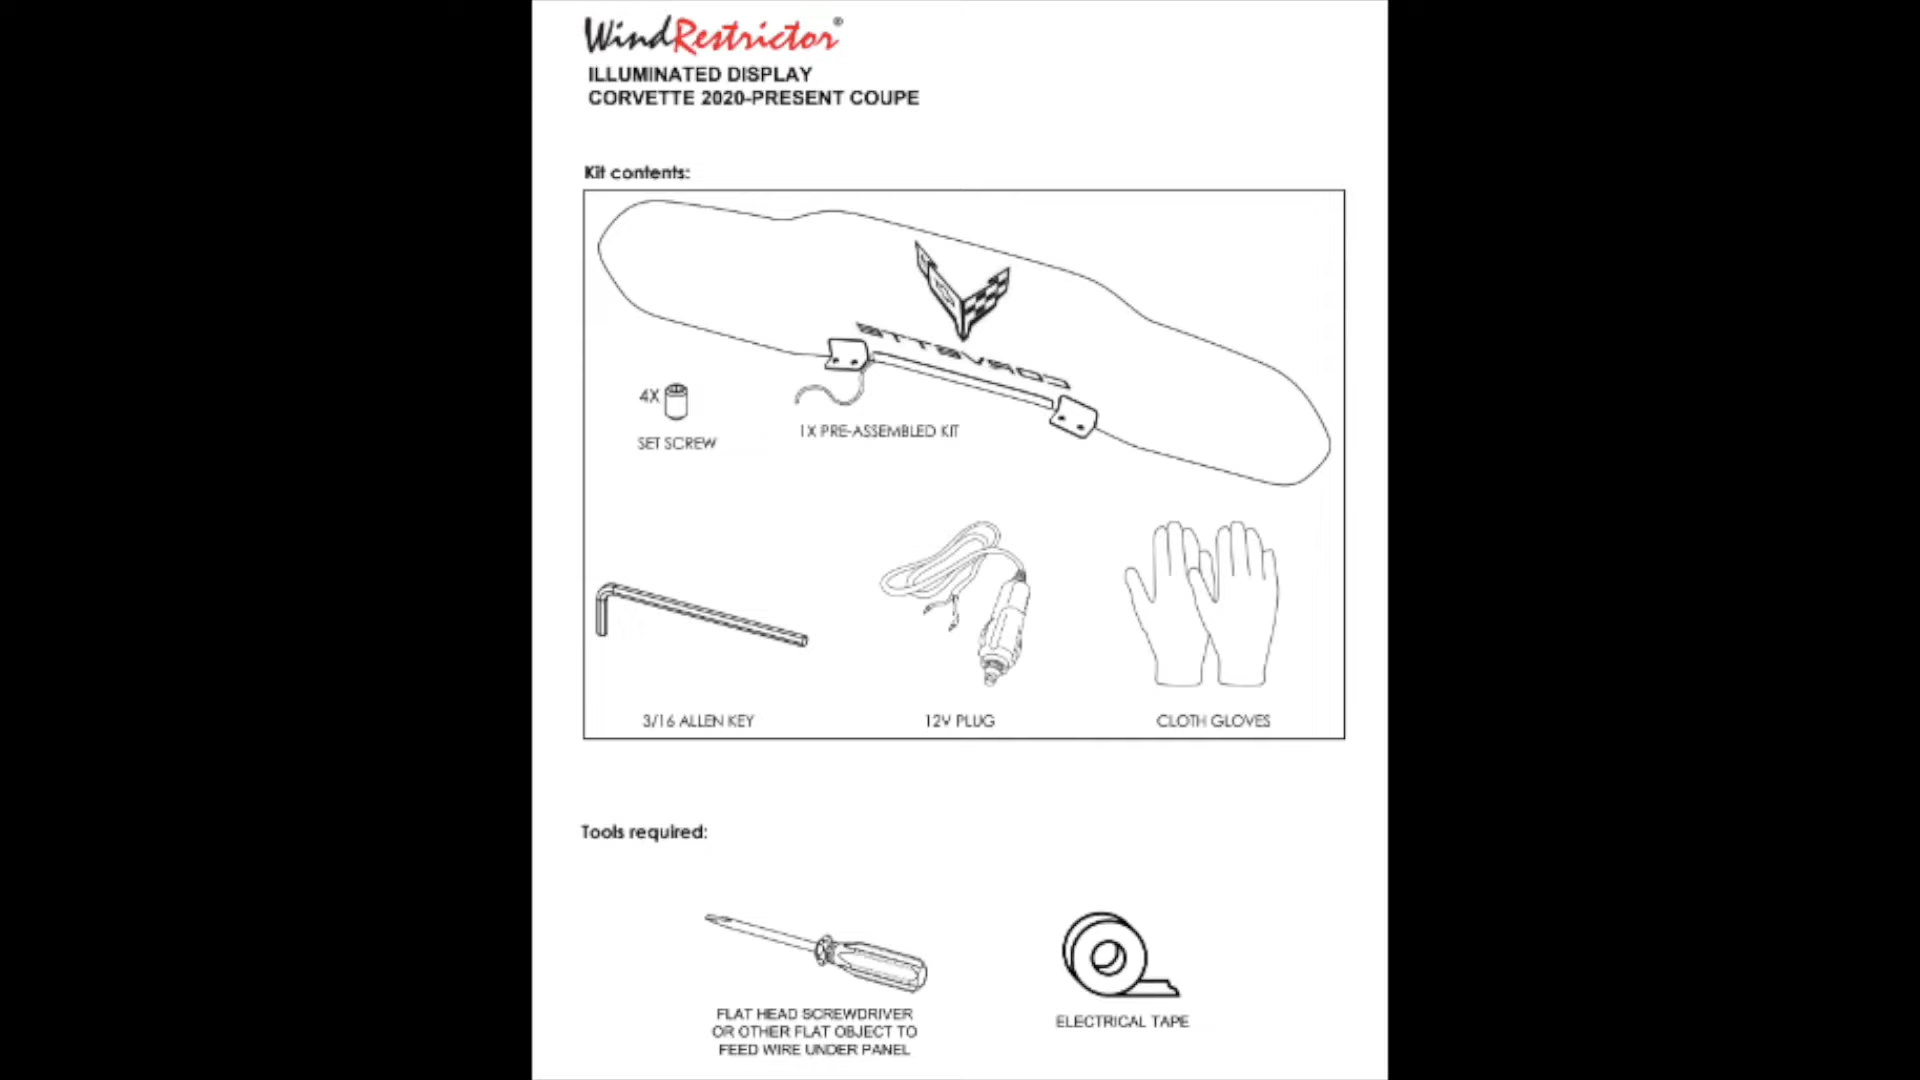 WindRestrictor®
ILLUMINATED DISPLAY
CORVETTE 2020-PRESENT COUPE
Kit contents:
CORVETTE
4X
SET SCREW
1X PRE-ASSEMBLED KIT
3/16 ALLEN KEY
12V PLUG
CLOTH GLOVES
Tools required:
FLAT HEAD SCREWDRIVER
OR OTHER FLAT OBJECT TO
FEED WIRE UNDER PANEL
ELECTRICAL TAPE